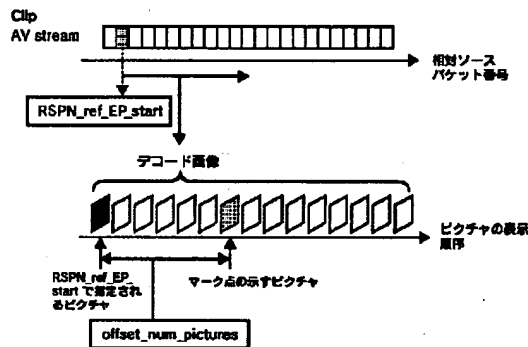 Clip
AV stream
相対ソース
パケット番号
RSPN_ref_EP_start
デコード画像
ピクチャの表示
順序
RSPN_ref_EP_
start で指定され
るピクチャ
マーク点の示すピクチャ
offset_num_pictures